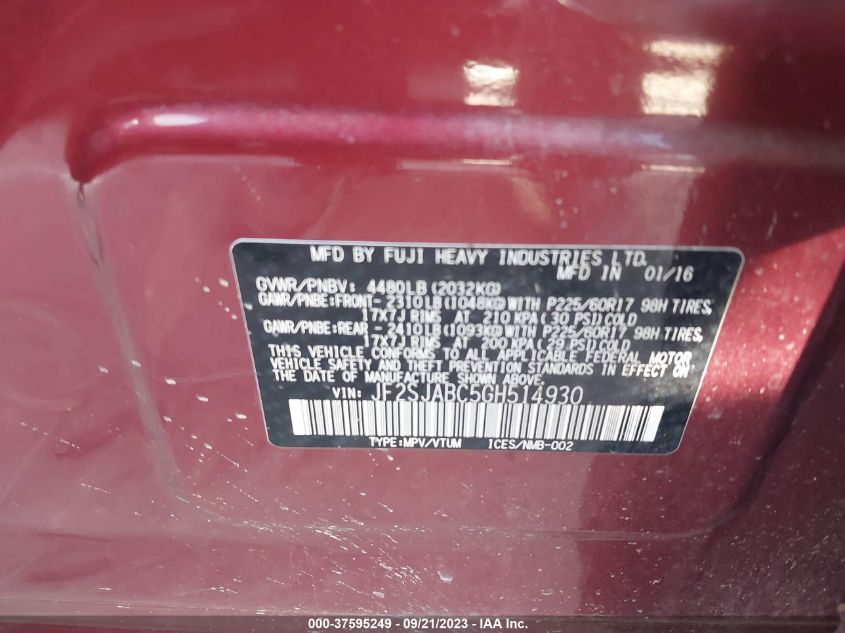 MFD BY FUJI HEAVY INDUSTRIES LTD.
MFD IN 01/16
GVWR/PNBV: 4480LB(2032KG)
GAWR/PNBE:FRONT-2310LB(1048KG)WITH P225/60R17 98H TIRES,
17X7J RIMS AT 210 KPA(30 PSI)COLD
GAWR/PNBE:REAR -2410LB(1093KG)WITH P225/60R17 98H TIRES,
17X7J RIMS AT 200 KPA(29 PSI)COLD
THIS VEHICLE CONFORMS TO ALL APPLICABLE FEDERAL MOTOR
VEHICLE SAFETY AND THEFT PREVENTION STANDARDS IN EFFECT ON
THE DATE OF MANUFACTURE SHOWN ABOVE.
VIN: JF2SJABC5GH514930
TYPE:MPV/VTUM ICES/NMB-002
000-37595249 - 09/21/2023 - IAA Inc.